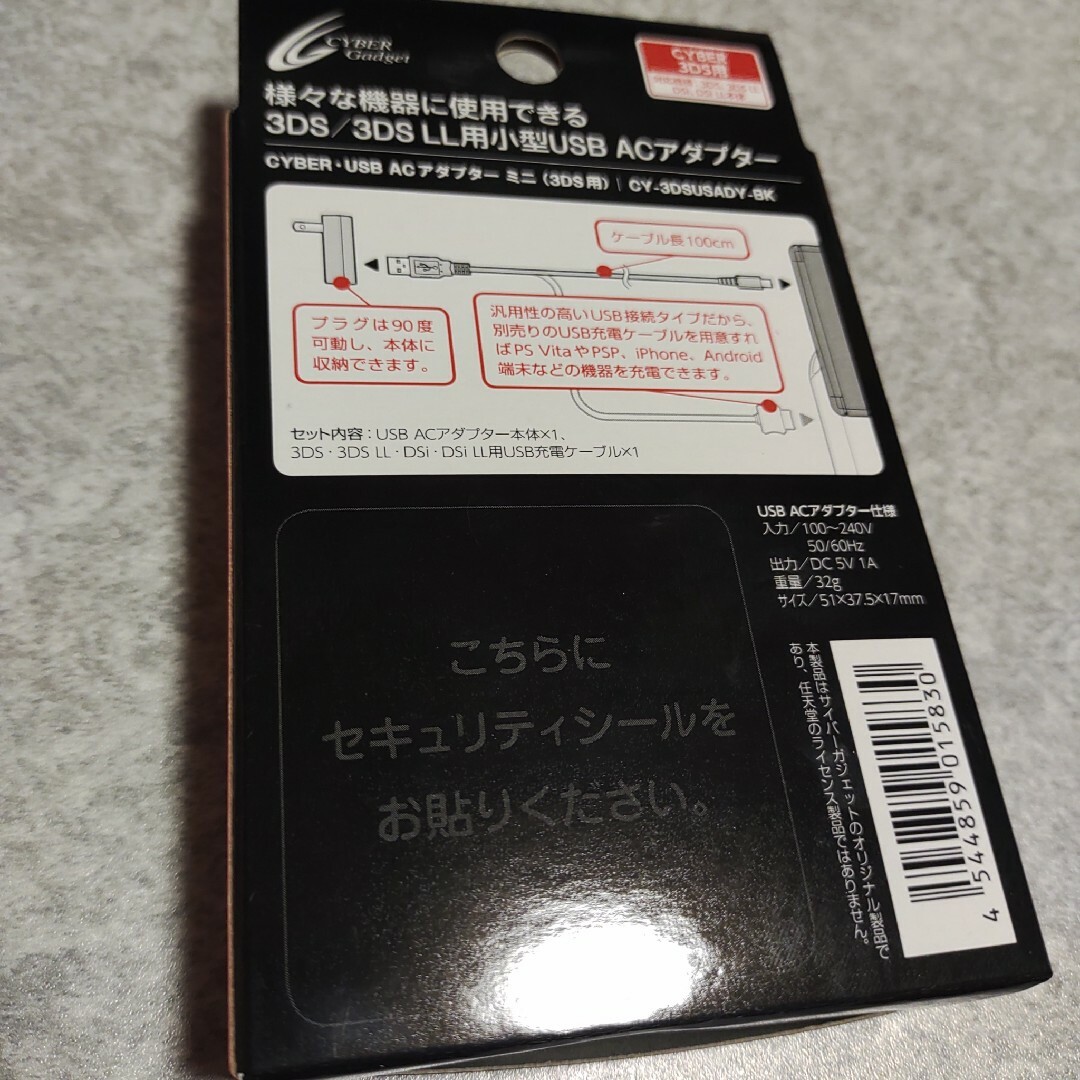 CYBER
Gadget
CYBER
3DS用
対応機種 3DS, 3DS LL
DSi, DSi LL本体
様々な機器に使用できる
3DS/3DS LL用小型USB ACアダプター
CYBER・USB ACアダプター ミニ（3DS用）| CY-3DSUSADY-BK
ケーブル長100cm
プラグは90度
可動し、本体に
収納できます。
汎用性の高いUSB接続タイプだから、
別売りのUSB充電ケーブルを用意すれ
ばPS VitaやPSP、iPhone、Android
端末などの機器を充電できます。
セット内容：USB ACアダプター本体×1、
3DS・3DS LL・DSi・DSi LL用USB充電ケーブル×1
USB ACアダプター仕様
入力/100～240V
50/60Hz
出力/DC 5V 1A
重量/32g
サイズ/51×37.5×17mm
こちらに
セキュリティシールを
お貼りください。
本製品はサイバーガジェットのオリジナル製品で
あり、任天堂のライセンス製品ではありません。
4 544859 015830